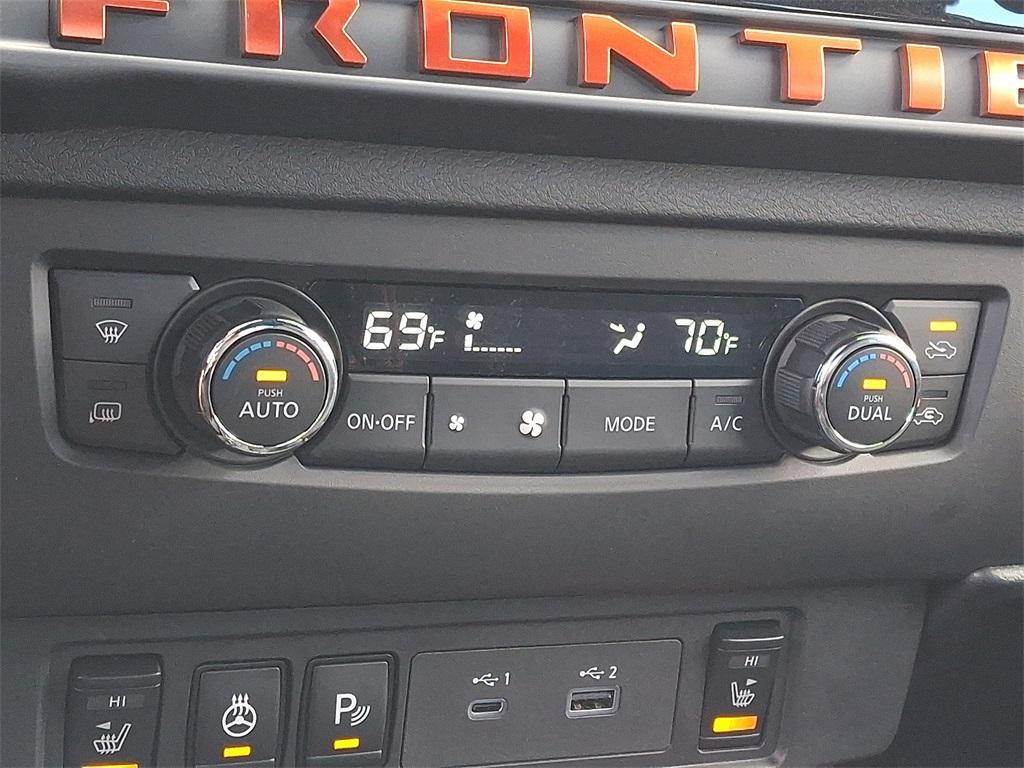 FRONTIE
69°F 70°F
PUSH
AUTO
ON•OFF
MODE
A/C
PUSH
DUAL
HI
P
1
2
HI